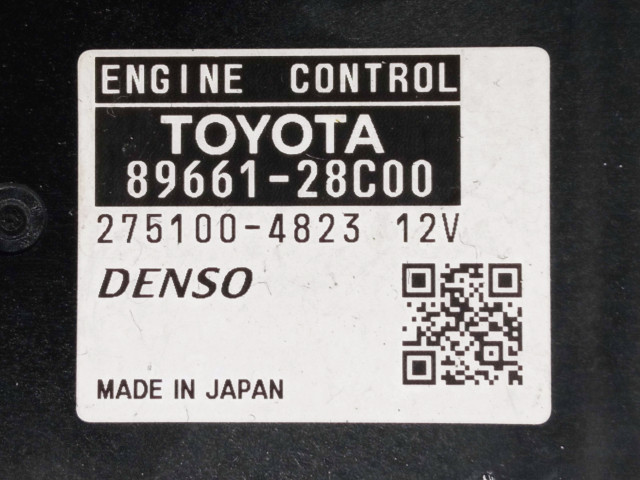 ENGINE CONTROL
TOYOTA
89661-28C00
275100-4823 12V
DENSO
MADE IN JAPAN